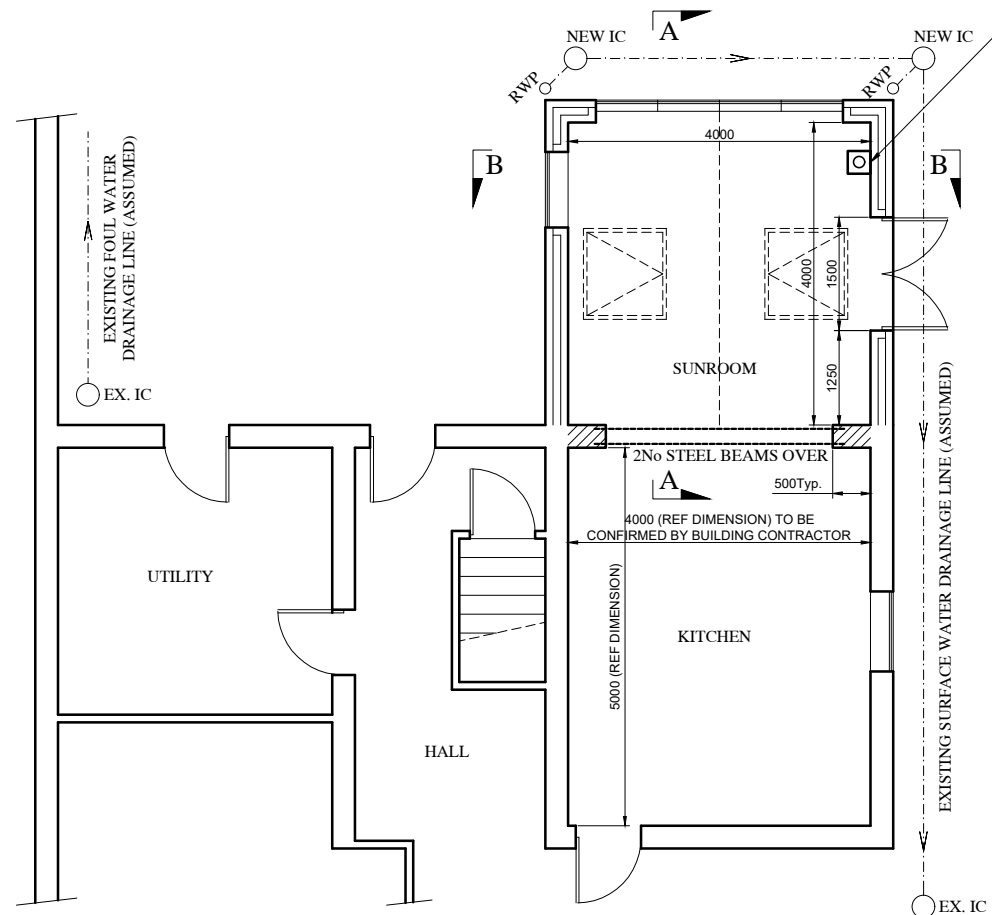 A
NEW IC
NEW IC
RWP
RWP
4000
B
B
EXISTING FOUL WATER
DRAINAGE LINE (ASSUMED)
4000
1500
SUNROOM
1250
EX. IC
2No STEEL BEAMS OVER
A
500Typ.
4000 (REF DIMENSION) TO BE
CONFIRMED BY BUILDING CONTRACTOR
UTILITY
5000 (REF DIMENSION)
KITCHEN
EXISTING SURFACE WATER DRAINAGE LINE (ASSUMED)
HALL
EX. IC